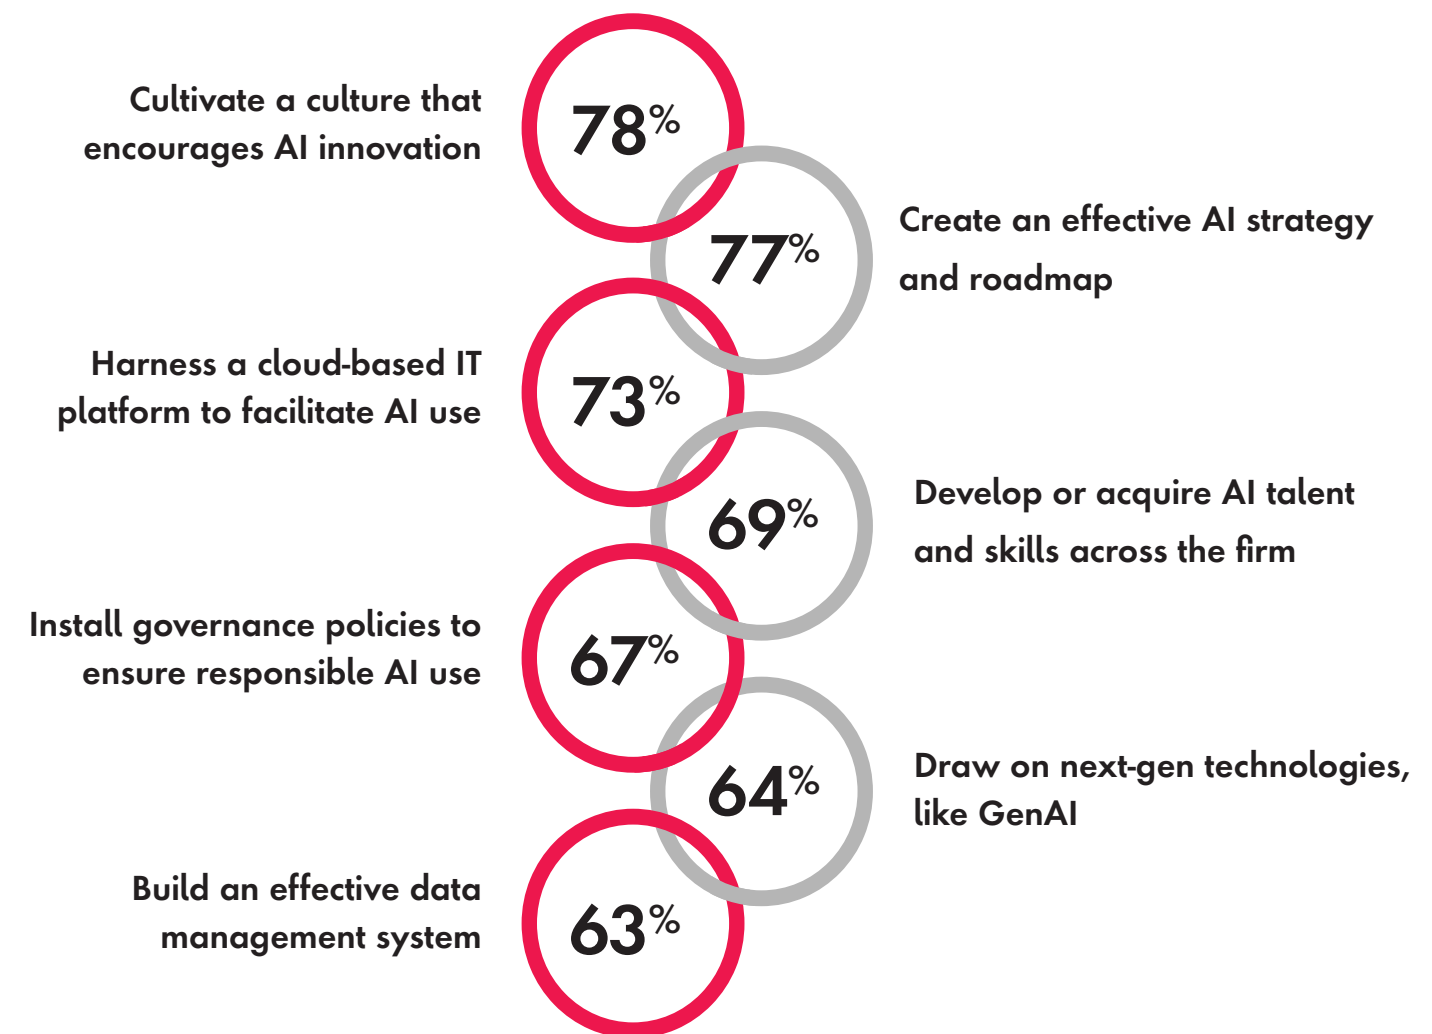 Cultivate a culture that
encourages AI innovation
78%
77%
Create an effective AI strategy
and roadmap
Harness a cloud-based IT
platform to facilitate AI use
73%
69%
Develop or acquire AI talent
and skills across the firm
Install governance policies to
ensure responsible AI use
67%
64%
Draw on next-gen technologies,
like GenAI
Build an effective data
management system
63%